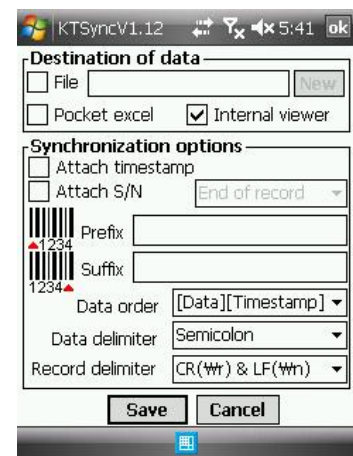 KTSyncV1.12 5:41 ok
Destination of data
File New
Pocket excel Internal viewer
Synchronization options
Attach timestamp
Attach S/N End of record
1234 Prefix
1234 Suffix
Data order [Data][Timestamp]
Data delimiter Semicolon
Record delimiter CR(₩r) & LF(₩n)
Save Cancel